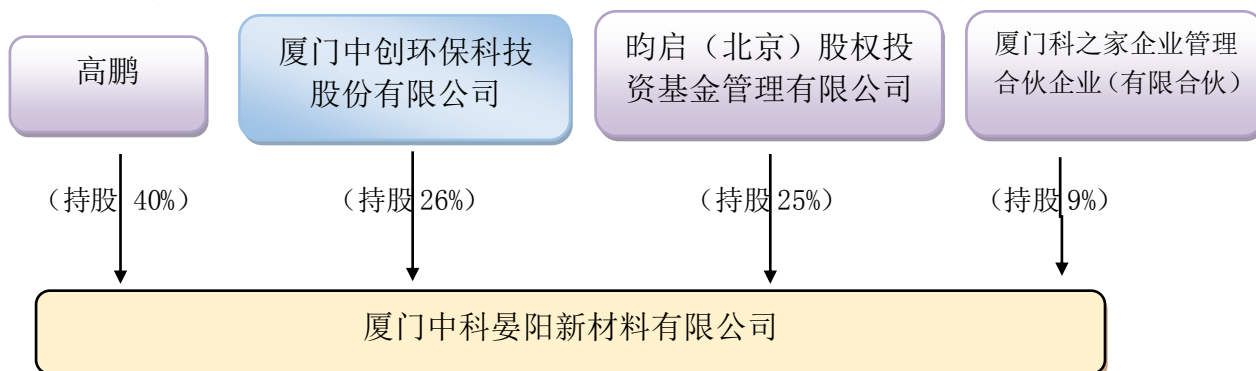 高鹏
厦门中创环保科技
股份有限公司
昀启（北京）股权投
资基金管理有限公司
厦门科之家企业管理
合伙企业（有限合伙）
（持股 40%）
（持股 26%）
（持股 25%）
（持股 9%）
厦门中科晏阳新材料有限公司